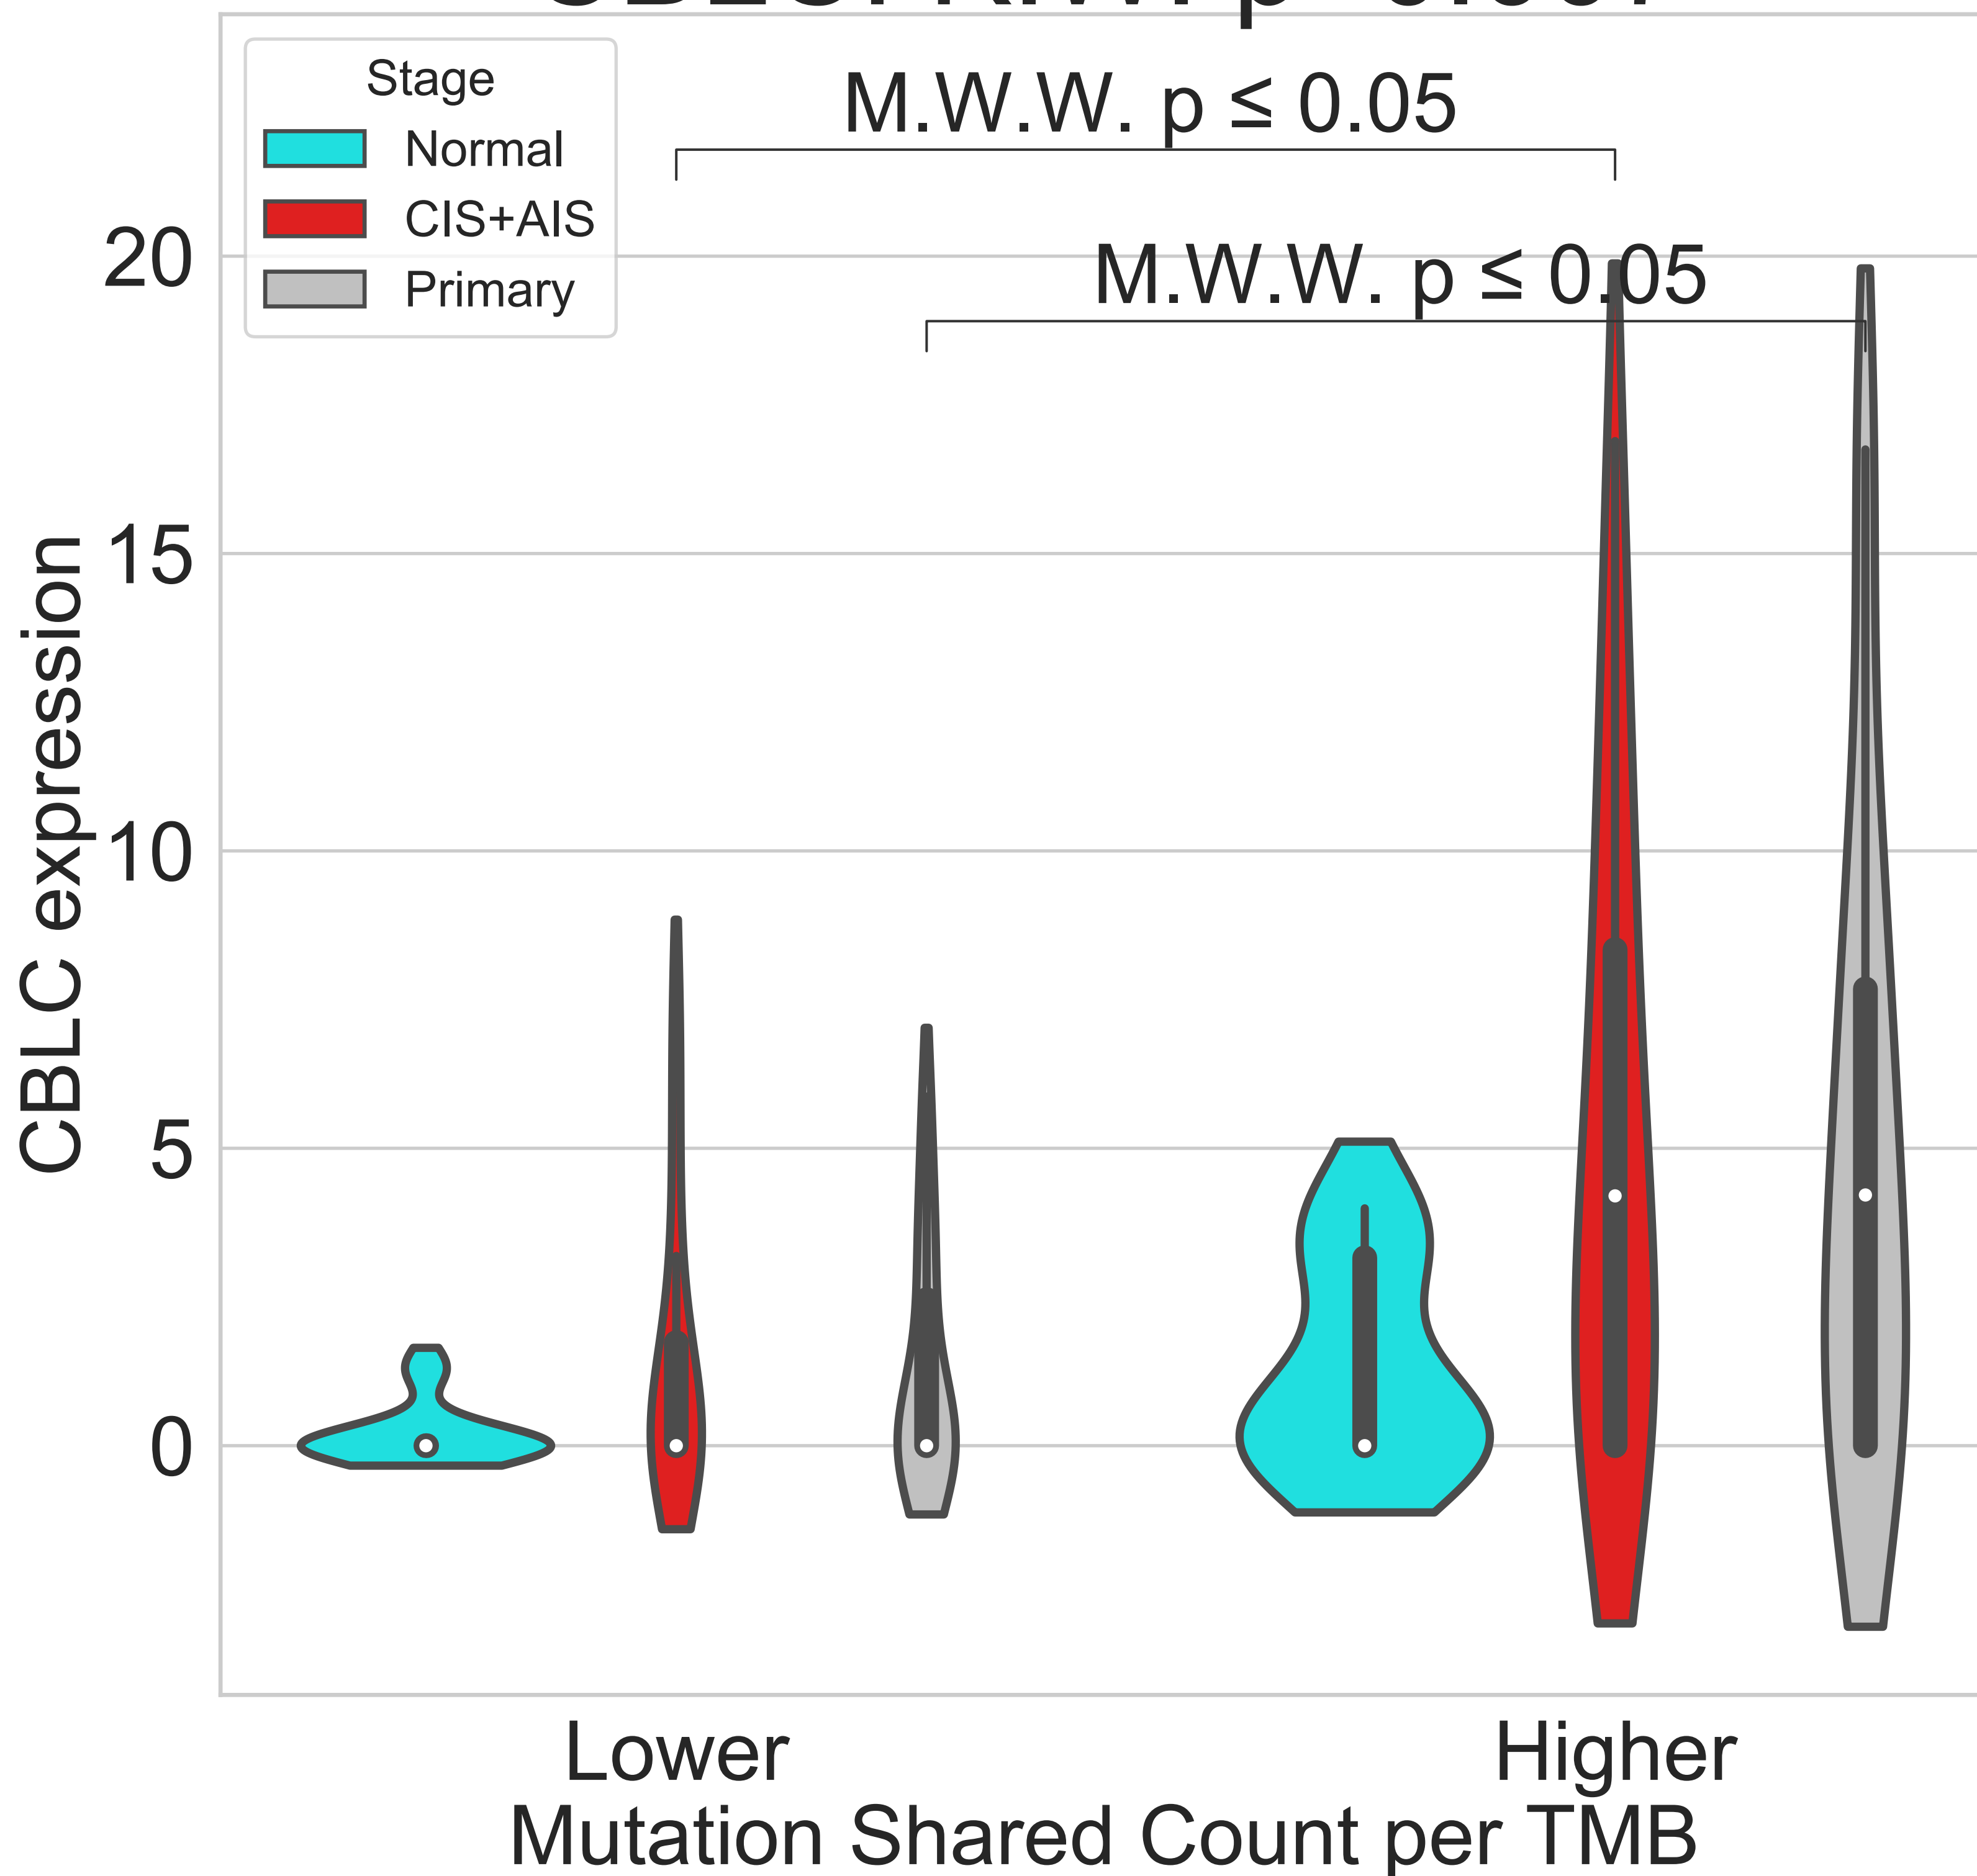 Stage
Normal
CIS+AIS
Primary
M.W.W. p ≤ 0.05
M.W.W. p ≤ 0.05
20
15
10
5
0
CBLC expression
Lower
Higher
Mutation Shared Count per TMB